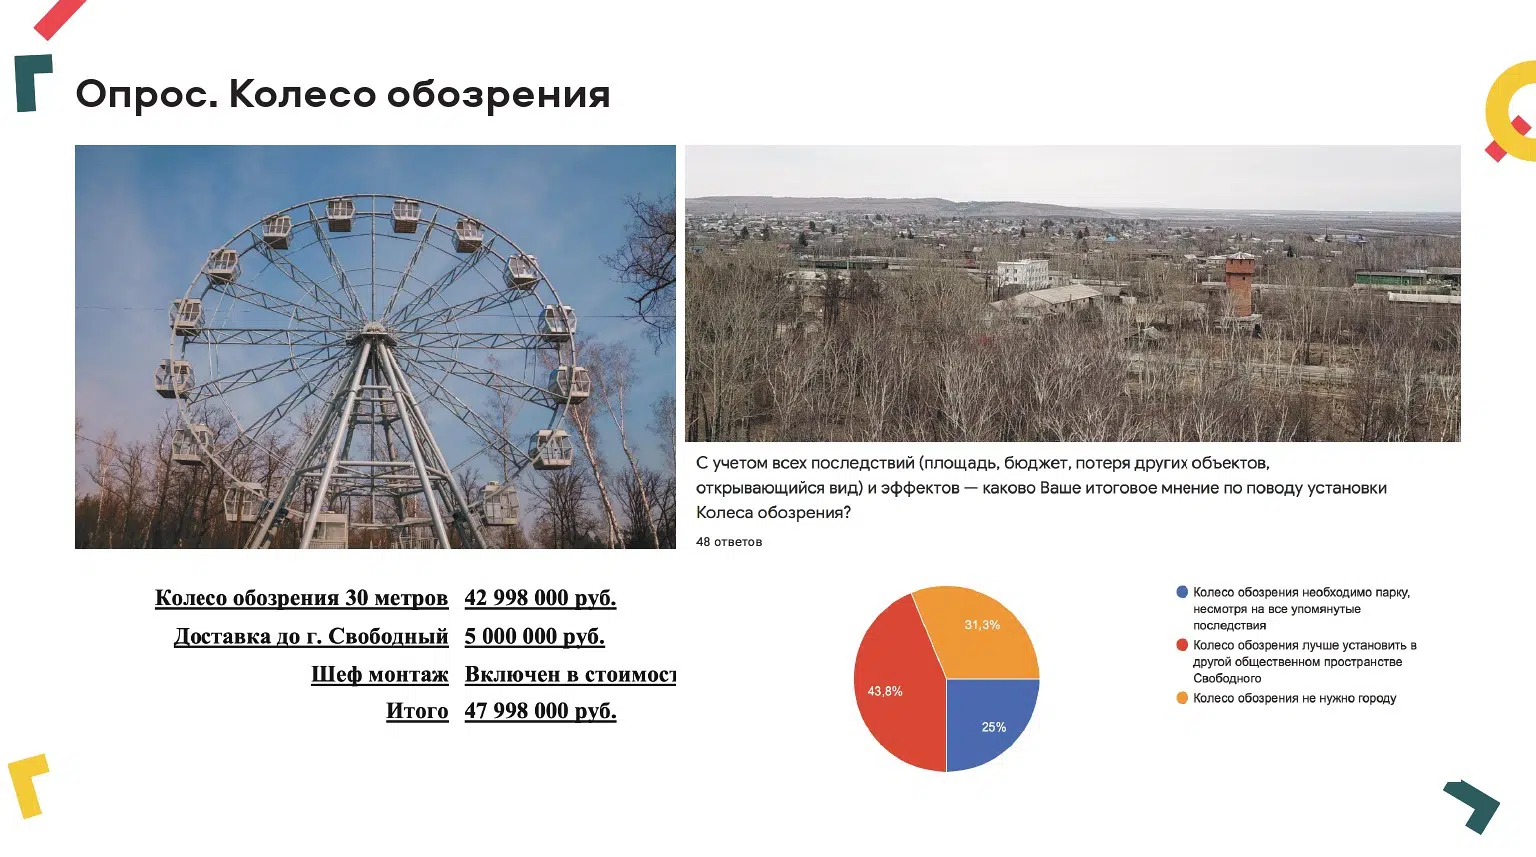 Опрос. Колесо обозрения
Колесо обозрения 30 метров 42 998 000 руб.
Доставка до г. Свободный 5 000 000 руб.
Шеф монтаж Включен в стоимост
Итого 47 998 000 руб.
С учетом всех последствий (площадь, бюджет, потеря других объектов,
открывающийся вид) и эффектов — каково Ваше итоговое мнение по поводу установки
Колеса обозрения?
48 ответов
31,3%
43,8%
25%
Колесо обозрения необходимо парку,
несмотря на все упомянутые
последствия
Колесо обозрения лучше установить в
другой общественном пространстве
Свободного
Колесо обозрения не нужно городу